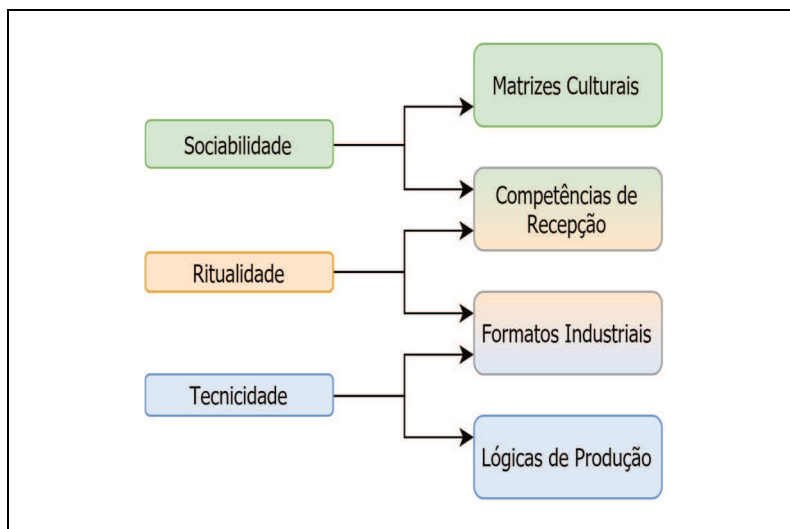 Sociabilidade
Ritualidade
Tecnicidade
Matrizes Culturais
Competências de
Recepção
Formatos Industriais
Lógicas de Produção